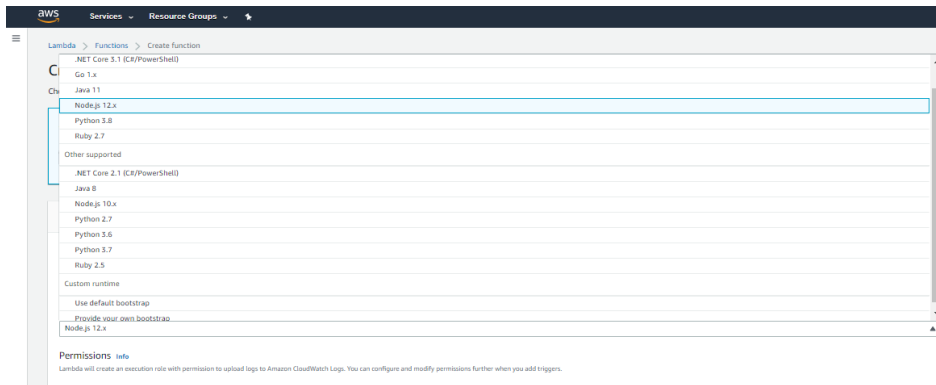 aws
Services
Resource Groups
Lambda > Functions > Create function
.NET Core 3.1 (C#/PowerShell)
Go 1.x
Java 11
Node.js 12.x
Python 3.8
Ruby 2.7
Other supported
.NET Core 2.1 (C#/PowerShell)
Java 8
Node.js 10.x
Python 2.7
Python 3.6
Python 3.7
Ruby 2.5
Custom runtime
Use default bootstrap
Provide your own bootstrap
Node.js 12.x
Permissions Info
Lambda will create an execution role with permission to upload logs to Amazon CloudWatch Logs. You can configure and modify permissions further when you add triggers.